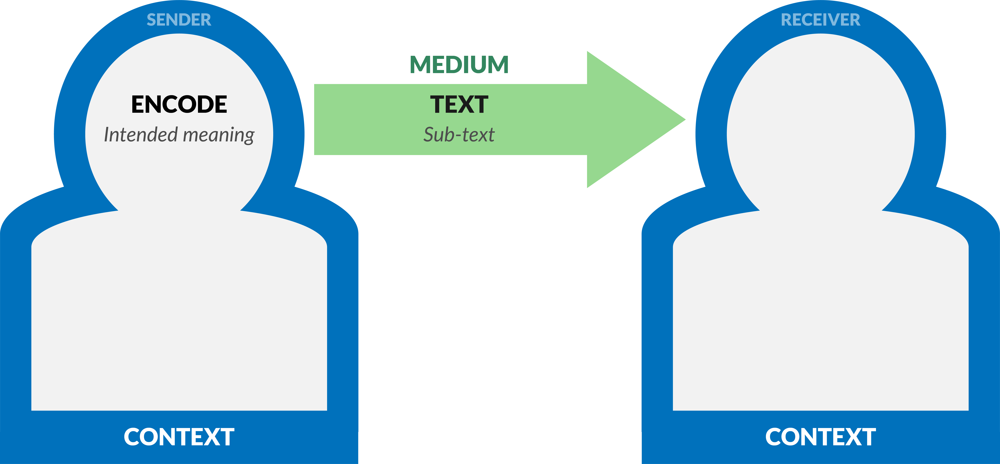 SENDER
RECEIVER
MEDIUM
ENCODE
Intended meaning
TEXT
Sub-text
CONTEXT
CONTEXT